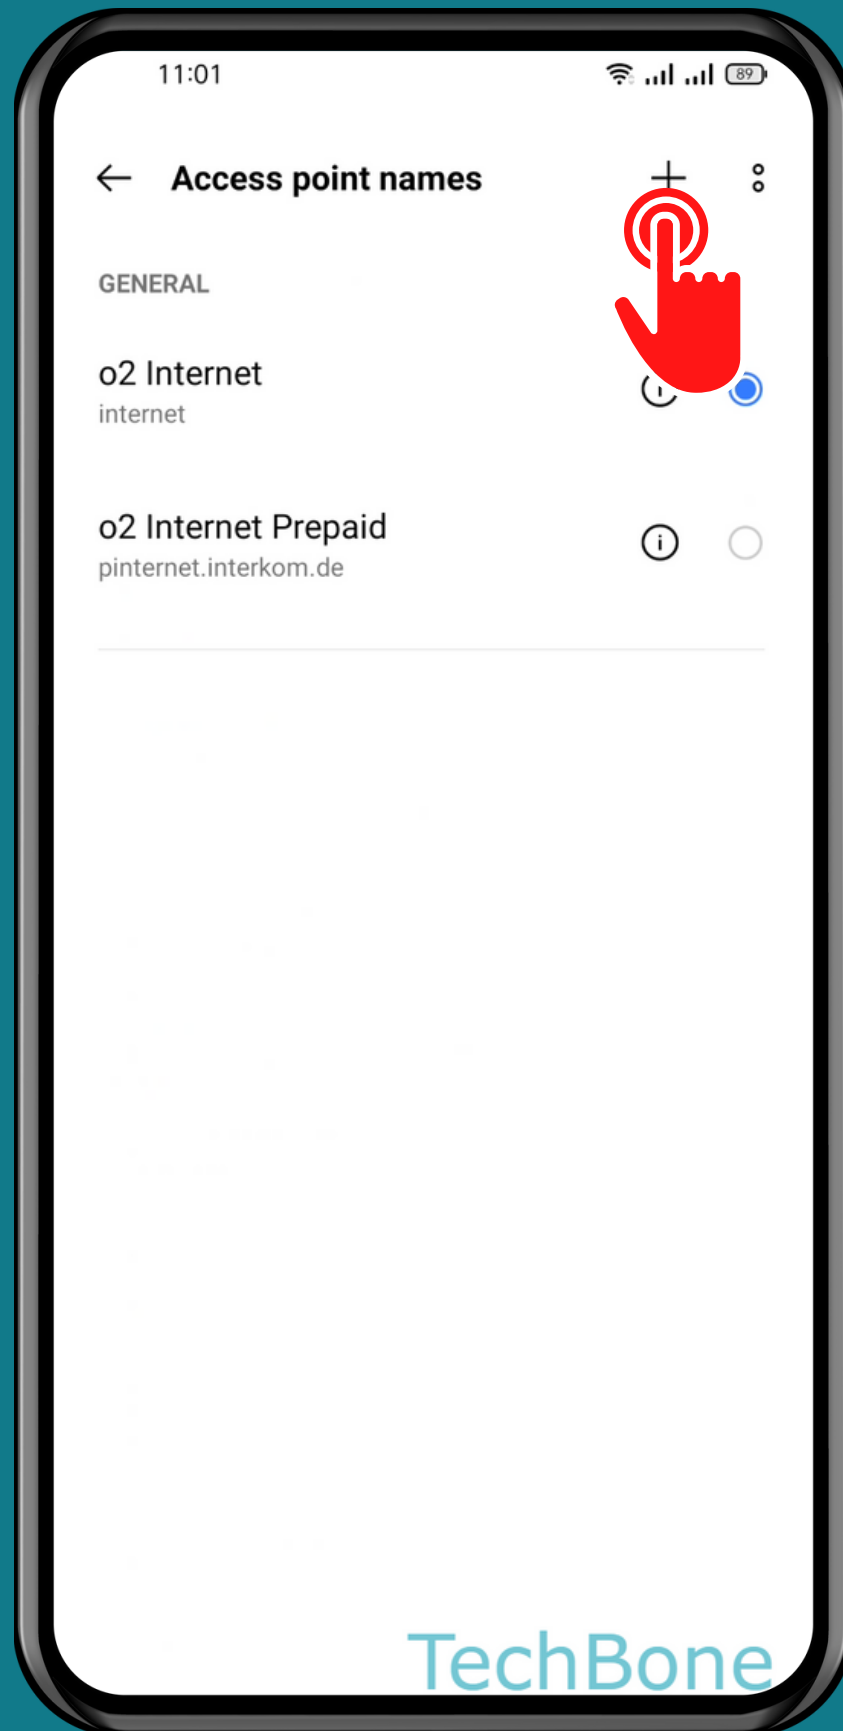 11:01
89
Access point names
GENERAL
o2 Internet
internet
o2 Internet Prepaid
pinternet.interkom.de
TechBone